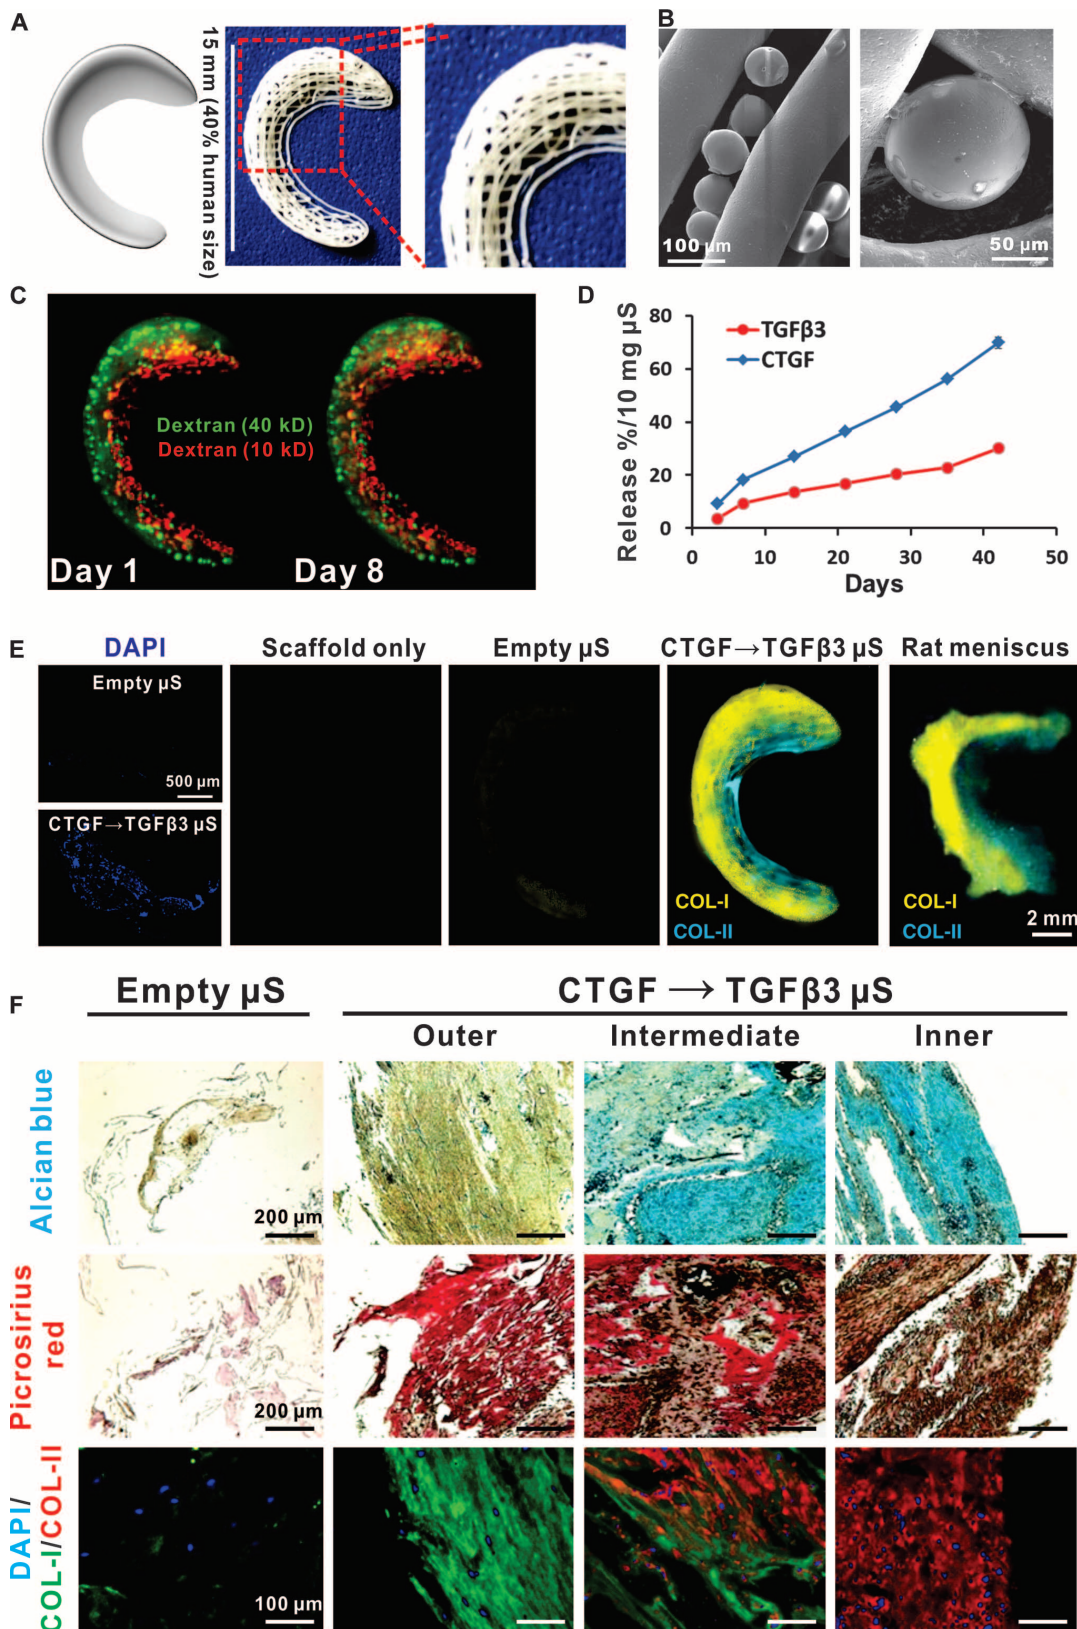 A
15 mm (40% human size)
B
100 µm
50 µm
C
Dextran (40 kD)
Dextran (10 kD)
Day 1
Day 8
D
Release %/10 mg µS
80
60
40
20
0
TGFβ3
CTGF
0 10 20 30 40 50
Days
E
DAPI
Empty µS
500 µm
CTGF→TGFβ3 µS
Scaffold only
Empty µS
CTGF→TGFβ3 µS
COL-I
COL-II
Rat meniscus
COL-I
COL-II
2 mm
F
Empty µS
CTGF → TGFβ3 µS
Outer
Intermediate
Inner
Alcian blue
200 µm
Picrosirius
red
200 µm
DAPI/
COL-I/COL-II
100 µm